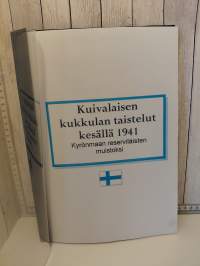 Kuivalaisen
kukkulan taistelut
kesällä 1941
Kyrönmaan reserviläisten
muistoksi